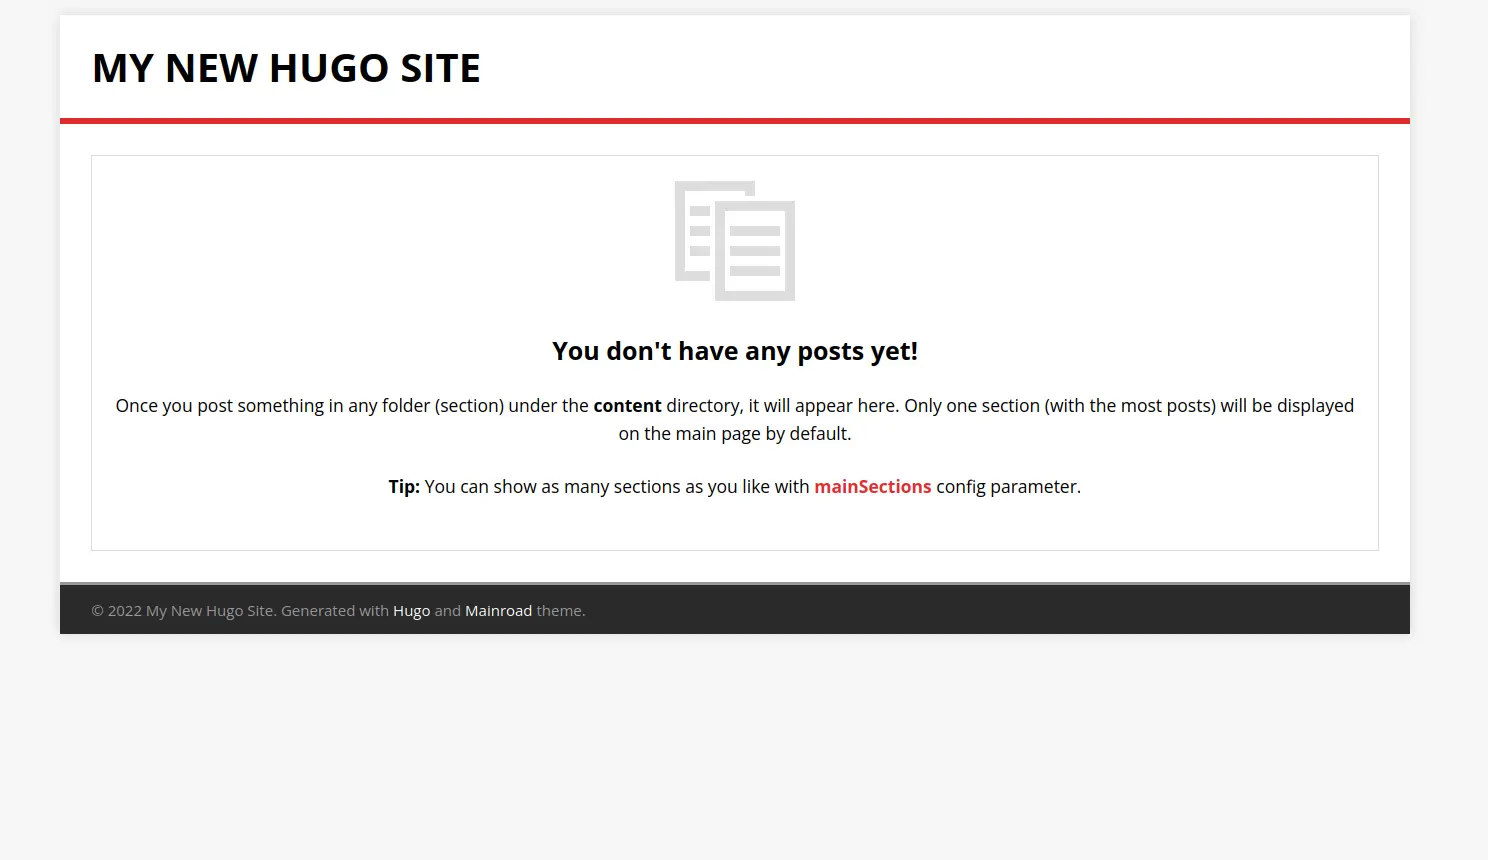 MY NEW HUGO SITE
You don't have any posts yet!
Once you post something in any folder (section) under the content directory, it will appear here. Only one section (with the most posts) will be displayed
on the main page by default.
Tip: You can show as many sections as you like with mainSections config parameter.
© 2022 My New Hugo Site. Generated with Hugo and Mainroad theme.